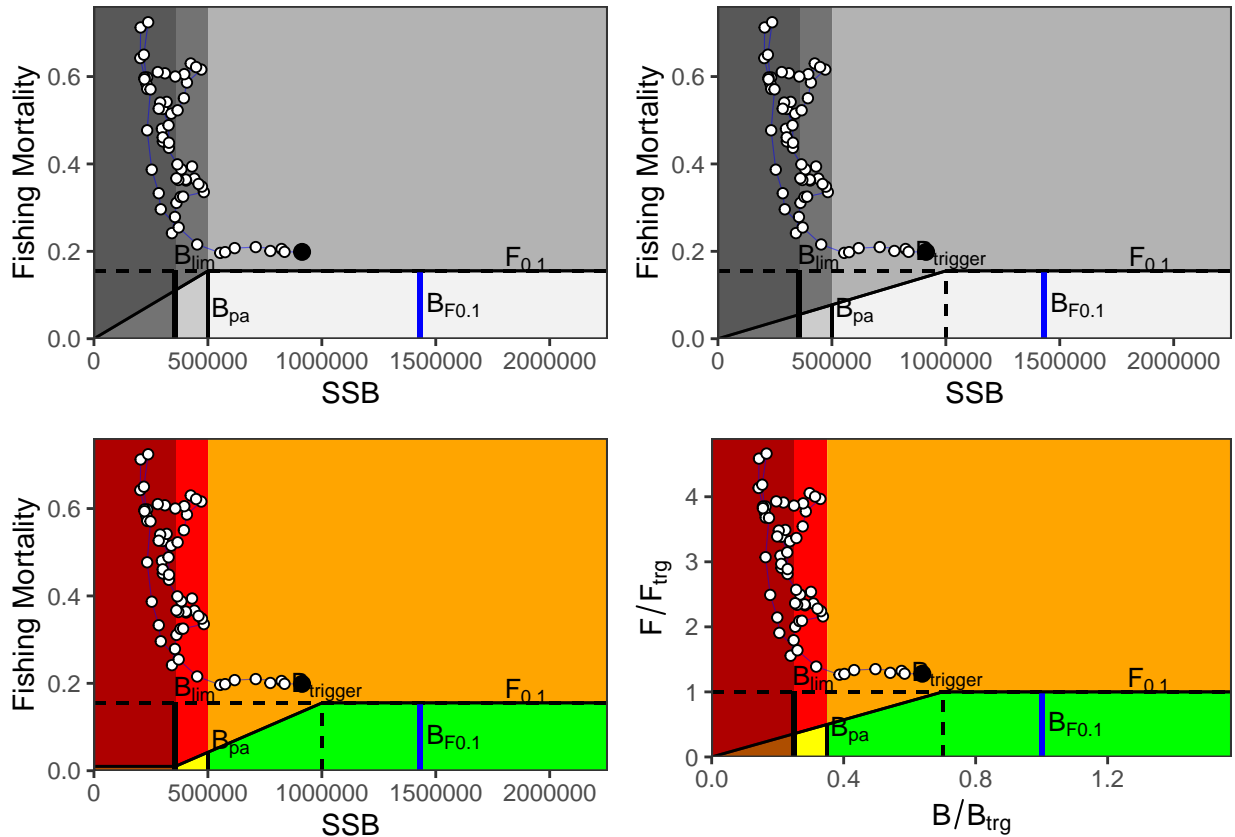 Fishing Mortality
0.6
0.4
0.2
0.0
B_lim
F_0.1
B_pa
B_F0.1
0 500000 1000000 1500000 2000000
SSB
Fishing Mortality
0.6
0.4
0.2
0.0
B_lim
B_trigger
F_0.1
B_pa
B_F0.1
0 500000 1000000 1500000 2000000
SSB
Fishing Mortality
0.6
0.4
0.2
0.0
B_lim
B_trigger
F_0.1
B_pa
B_F0.1
0 500000 1000000 1500000 2000000
SSB
F/F_trg
4
3
2
1
0
B_lim
B_trigger
F_0.1
B_pa
B_F0.1
0.0 0.4 0.8 1.2
B/B_trg